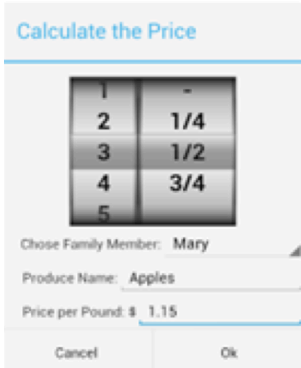 Calculate the Price
1 -
2 1/4
3 1/2
4 3/4
5
Chose Family Member: Mary
Produce Name: Apples
Price per Pound: $ 1.15
Cancel Ok